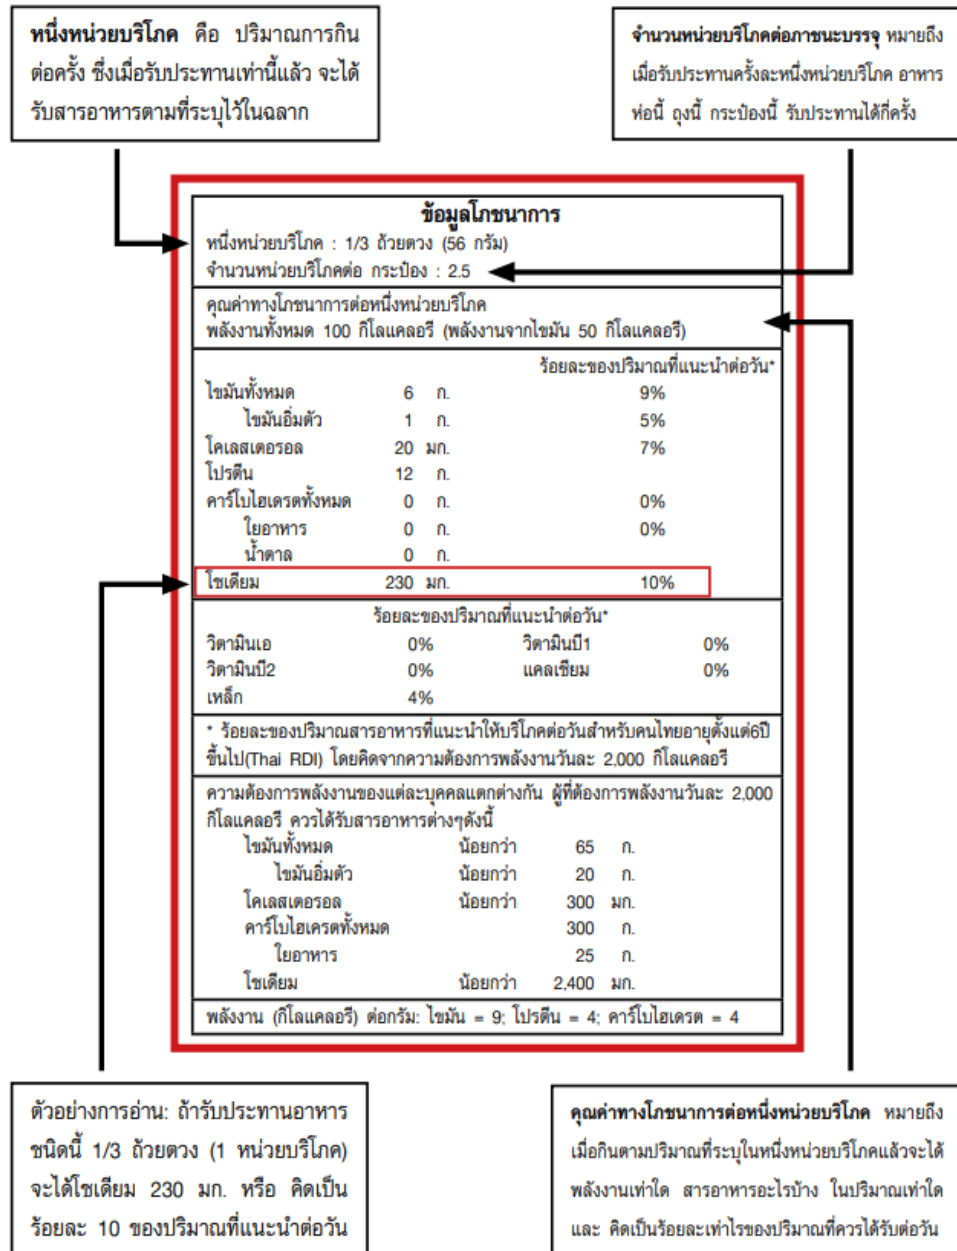 หนึ่งหน่วยบริโภค คือ ปริมาณการกิน
ต่อครั้ง ซึ่งเมื่อรับประทานเท่านี้แล้ว จะได้
รับสารอาหารตามที่ระบุไว้ในฉลาก
จำนวนหน่วยบริโภคต่อภาชนะบรรจุ หมายถึง
เมื่อรับประทานครั้งละหนึ่งหน่วยบริโภค อาหาร
ห่อนี้ ถุงนี้ กระป๋องนี้ รับประทานได้กี่ครั้ง
ข้อมูลโภชนาการ
หนึ่งหน่วยบริโภค : 1/3 ถ้วยตวง (56 กรัม)
จำนวนหน่วยบริโภคต่อ กระป๋อง : 2.5
คุณค่าทางโภชนาการต่อหนึ่งหน่วยบริโภค
พลังงานทั้งหมด 100 กิโลแคลอรี (พลังงานจากไขมัน 50 กิโลแคลอรี)
ร้อยละของปริมาณที่แนะนำต่อวัน*
ไขมันทั้งหมด 6 ก. 9%
ไขมันอิ่มตัว 1 ก. 5%
โคเลสเตอรอล 20 มก. 7%
โปรตีน 12 ก.
คาร์โบไฮเดรตทั้งหมด 0 ก. 0%
ใยอาหาร 0 ก. 0%
น้ำตาล 0 ก.
โซเดียม 230 มก. 10%
ร้อยละของปริมาณที่แนะนำต่อวัน*
วิตามินเอ 0% วิตามินบี1 0%
วิตามินบี2 0% แคลเซียม 0%
เหล็ก 4%
* ร้อยละของปริมาณสารอาหารที่แนะนำให้บริโภคต่อวันสำหรับคนไทยอายุตั้งแต่6ปี
ขึ้นไป(Thai RDI) โดยคิดจากความต้องการพลังงานวันละ 2,000 กิโลแคลอรี
ความต้องการพลังงานของแต่ละบุคคลแตกต่างกัน ผู้ที่ต้องการพลังงานวันละ 2,000
กิโลแคลอรี ควรได้รับสารอาหารต่างๆดังนี้
ไขมันทั้งหมด น้อยกว่า 65 ก.
ไขมันอิ่มตัว น้อยกว่า 20 ก.
โคเลสเตอรอล น้อยกว่า 300 มก.
คาร์โบไฮเครตทั้งหมด 300 ก.
ใยอาหาร 25 ก.
โซเดียม น้อยกว่า 2,400 มก.
พลังงาน (กิโลแคลอรี) ต่อกรัม: ไขมัน = 9; โปรตีน = 4; คาร์โบไฮเดรต = 4
ตัวอย่างการอ่าน: ถ้ารับประทานอาหาร
ชนิดนี้ 1/3 ถ้วยตวง (1 หน่วยบริโภค)
จะได้โซเดียม 230 มก. หรือ คิดเป็น
ร้อยละ 10 ของปริมาณที่แนะนำต่อวัน
คุณค่าทางโภชนาการต่อหนึ่งหน่วยบริโภค หมายถึง
เมื่อกินตามปริมาณที่ระบุในหนึ่งหน่วยบริโภคแล้วจะได้
พลังงานเท่าใด สารอาหารอะไรบ้าง ในปริมาณเท่าใด
และ คิดเป็นร้อยละเท่าไรของปริมาณที่ควรได้รับต่อวัน